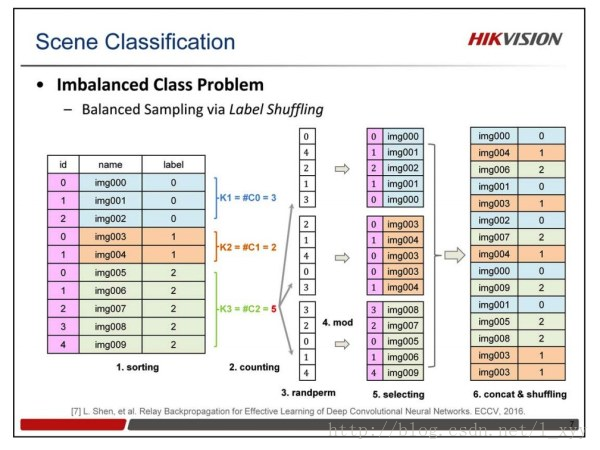 Scene Classification
HIKVISION
• Imbalanced Class Problem
– Balanced Sampling via Label Shuffling
id name label
0 img000 0
1 img001 0
2 img002 0
0 img003 1
1 img004 1
0 img005 2
1 img006 2
2 img007 2
3 img008 2
4 img009 2
1. sorting
K1 = #C0 = 3
K2 = #C1 = 2
K3 = #C2 = 5
2. counting
0
4
2
1
3
2
1
4
0
3
3
2
0
1
4
3. randperm
4. mod
0 img000
1 img001
2 img002
1 img001
0 img000
0 img003
1 img004
0 img003
0 img003
1 img004
3 img008
2 img007
0 img005
1 img006
4 img009
5. selecting
img000 0
img004 1
img006 2
img001 0
img003 1
img002 0
img007 2
img004 1
img000 0
img009 2
img001 0
img005 2
img008 2
img003 1
img003 1
6. concat & shuffling
[7] L. Shen, et al. Relay Backpropagation for Effective Learning of Deep Convolutional Neural Networks. ECCV, 2016.